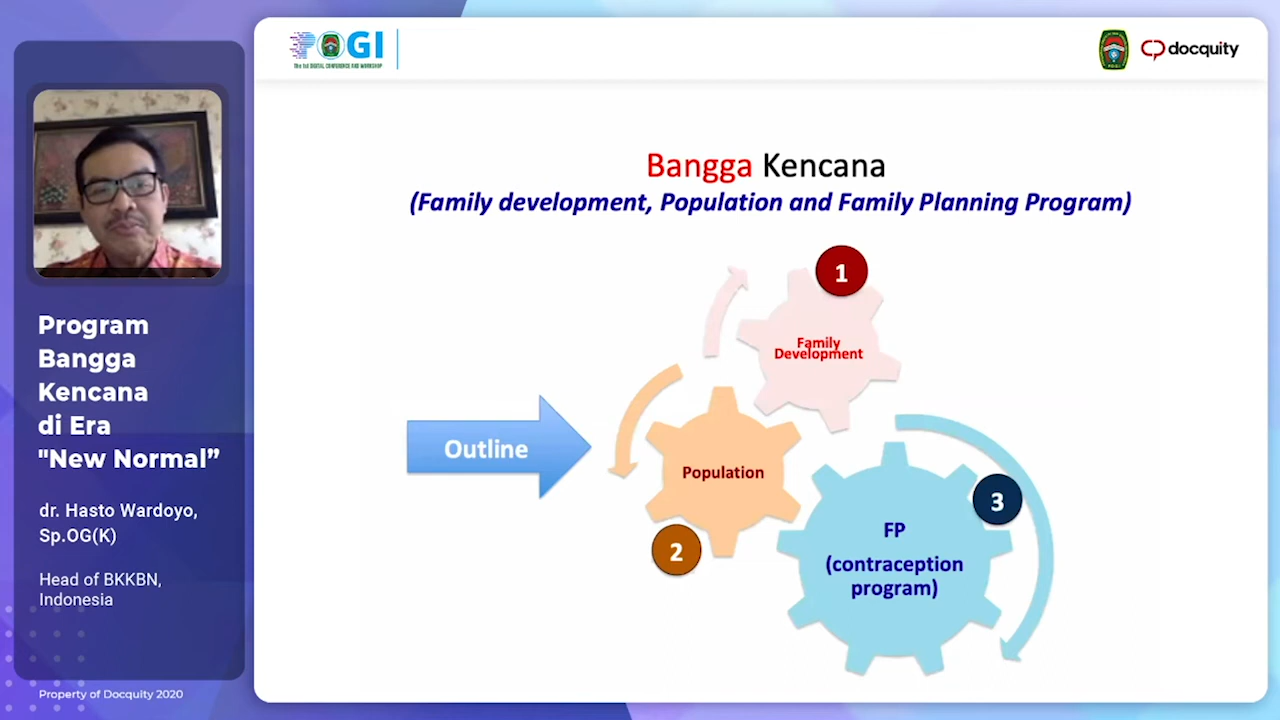 POGI
The 1st DIGITAL CONFERENCE AND WORKSHOP
POGI
docquity
Program
Bangga
Kencana
di Era
"New Normal”
dr. Hasto Wardoyo,
Sp.OG(K)
Head of BKKBN,
Indonesia
Property of Docquity 2020
Bangga Kencana
(Family development, Population and Family Planning Program)
Outline
1
Family
Development
Population
2
3
FP
(contraception
program)